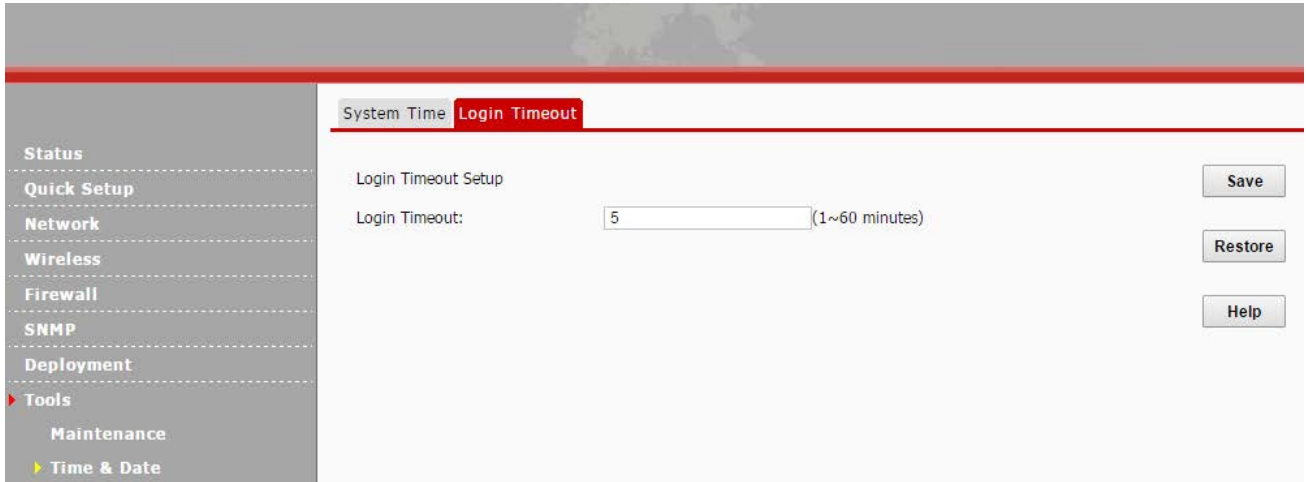 System Time Login Timeout
Status
Quick Setup
Network
Wireless
Firewall
SNMP
Deployment
Tools
Maintenance
Time & Date
Login Timeout Setup
Login Timeout: 5 (1~60 minutes)
Save
Restore
Help